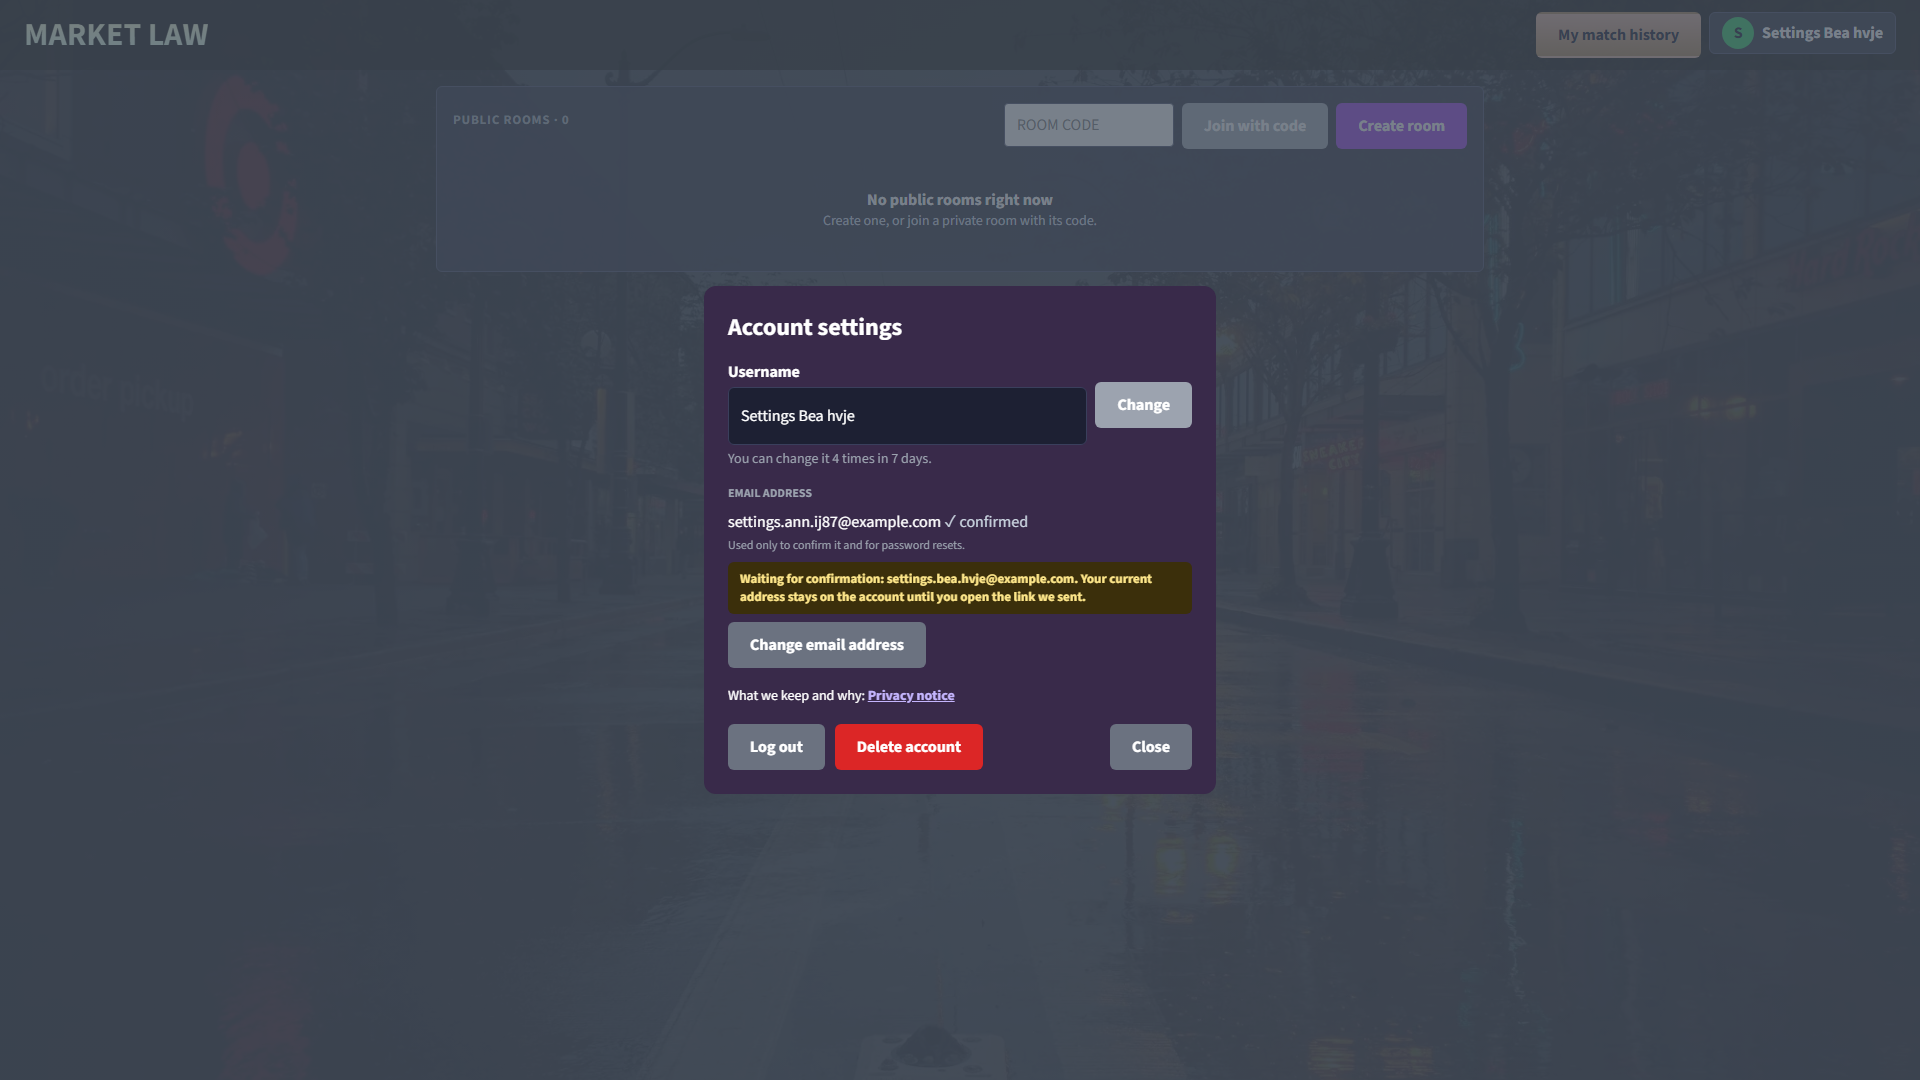 MARKET LAW
My match history
S
Settings Bea hvje
PUBLIC ROOMS · 0
ROOM CODE
Join with code
Create room
No public rooms right now
Create one, or join a private room with its code.
Account settings
Username
Settings Bea hvje
Change
You can change it 4 times in 7 days.
EMAIL ADDRESS
settings.ann.ij87@example.com ✓ confirmed
Used only to confirm it and for password resets.
Waiting for confirmation: settings.bea.hvje@example.com. Your current
address stays on the account until you open the link we sent.
Change email address
What we keep and why: Privacy notice
Log out
Delete account
Close
order pickup
SNEAKER
CITY